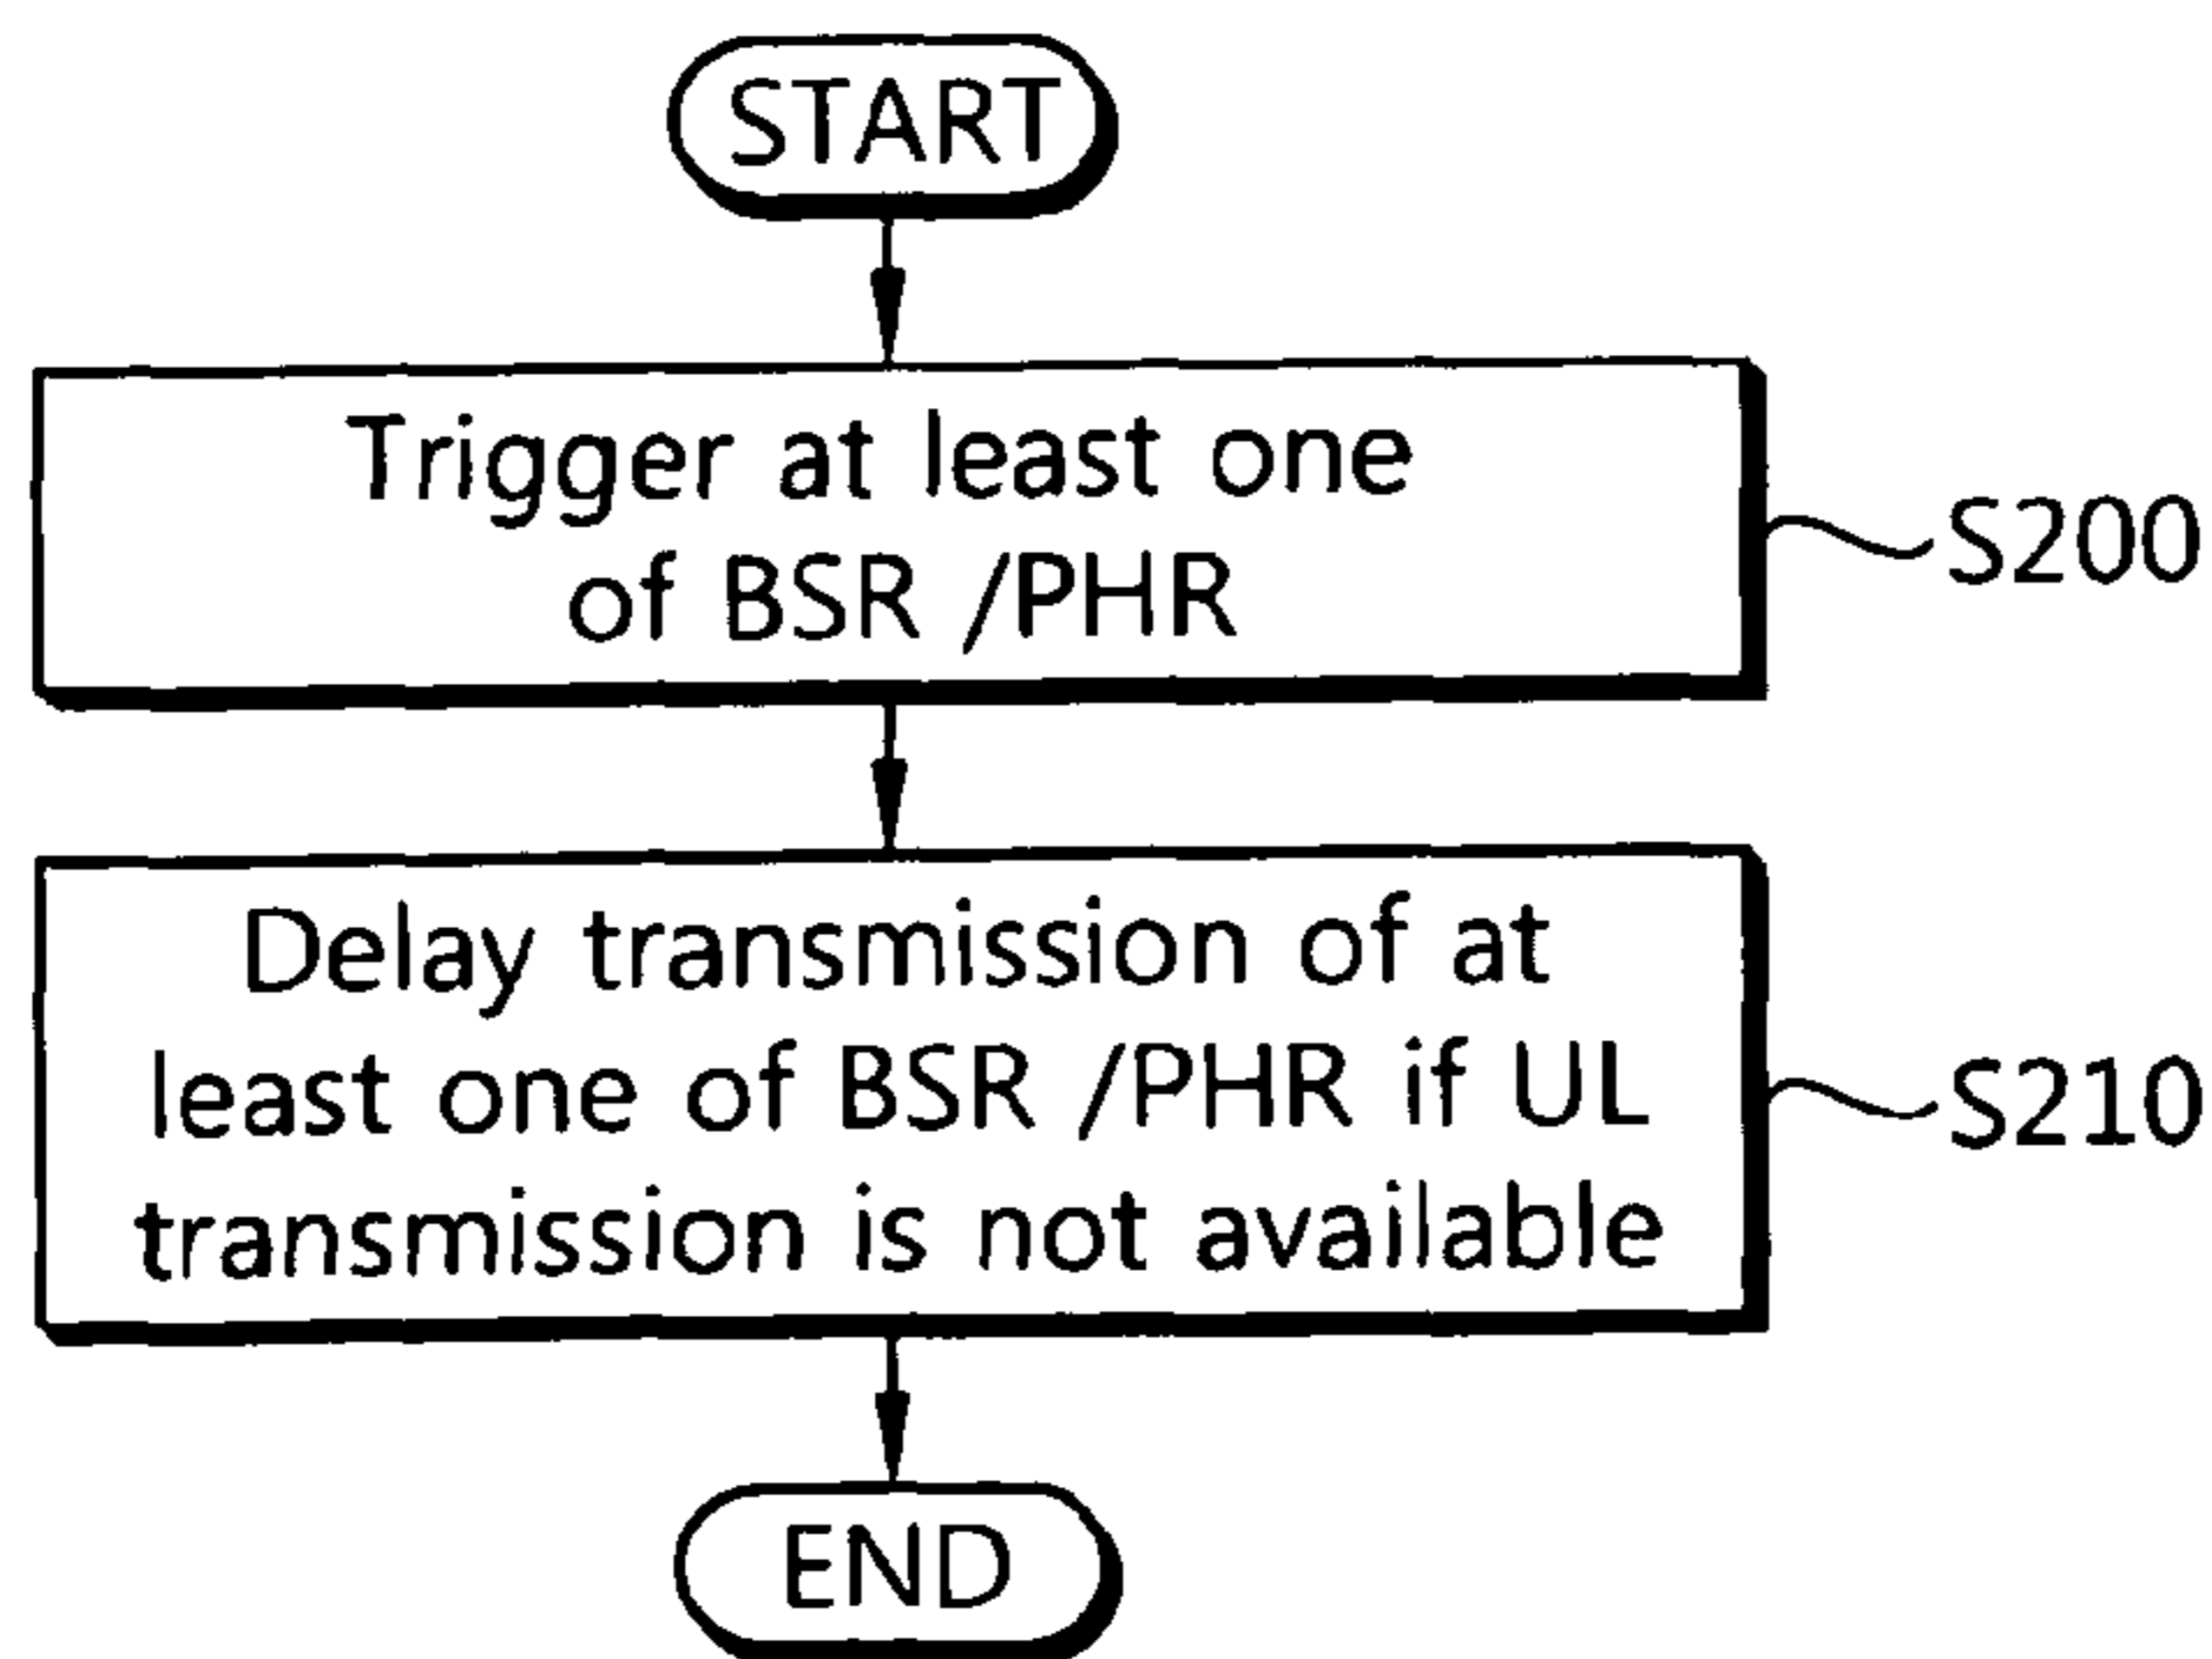 START
Trigger at least one
of BSR /PHR
S200
Delay transmission of at
least one of BSR /PHR if UL
transmission is not available
S210
END